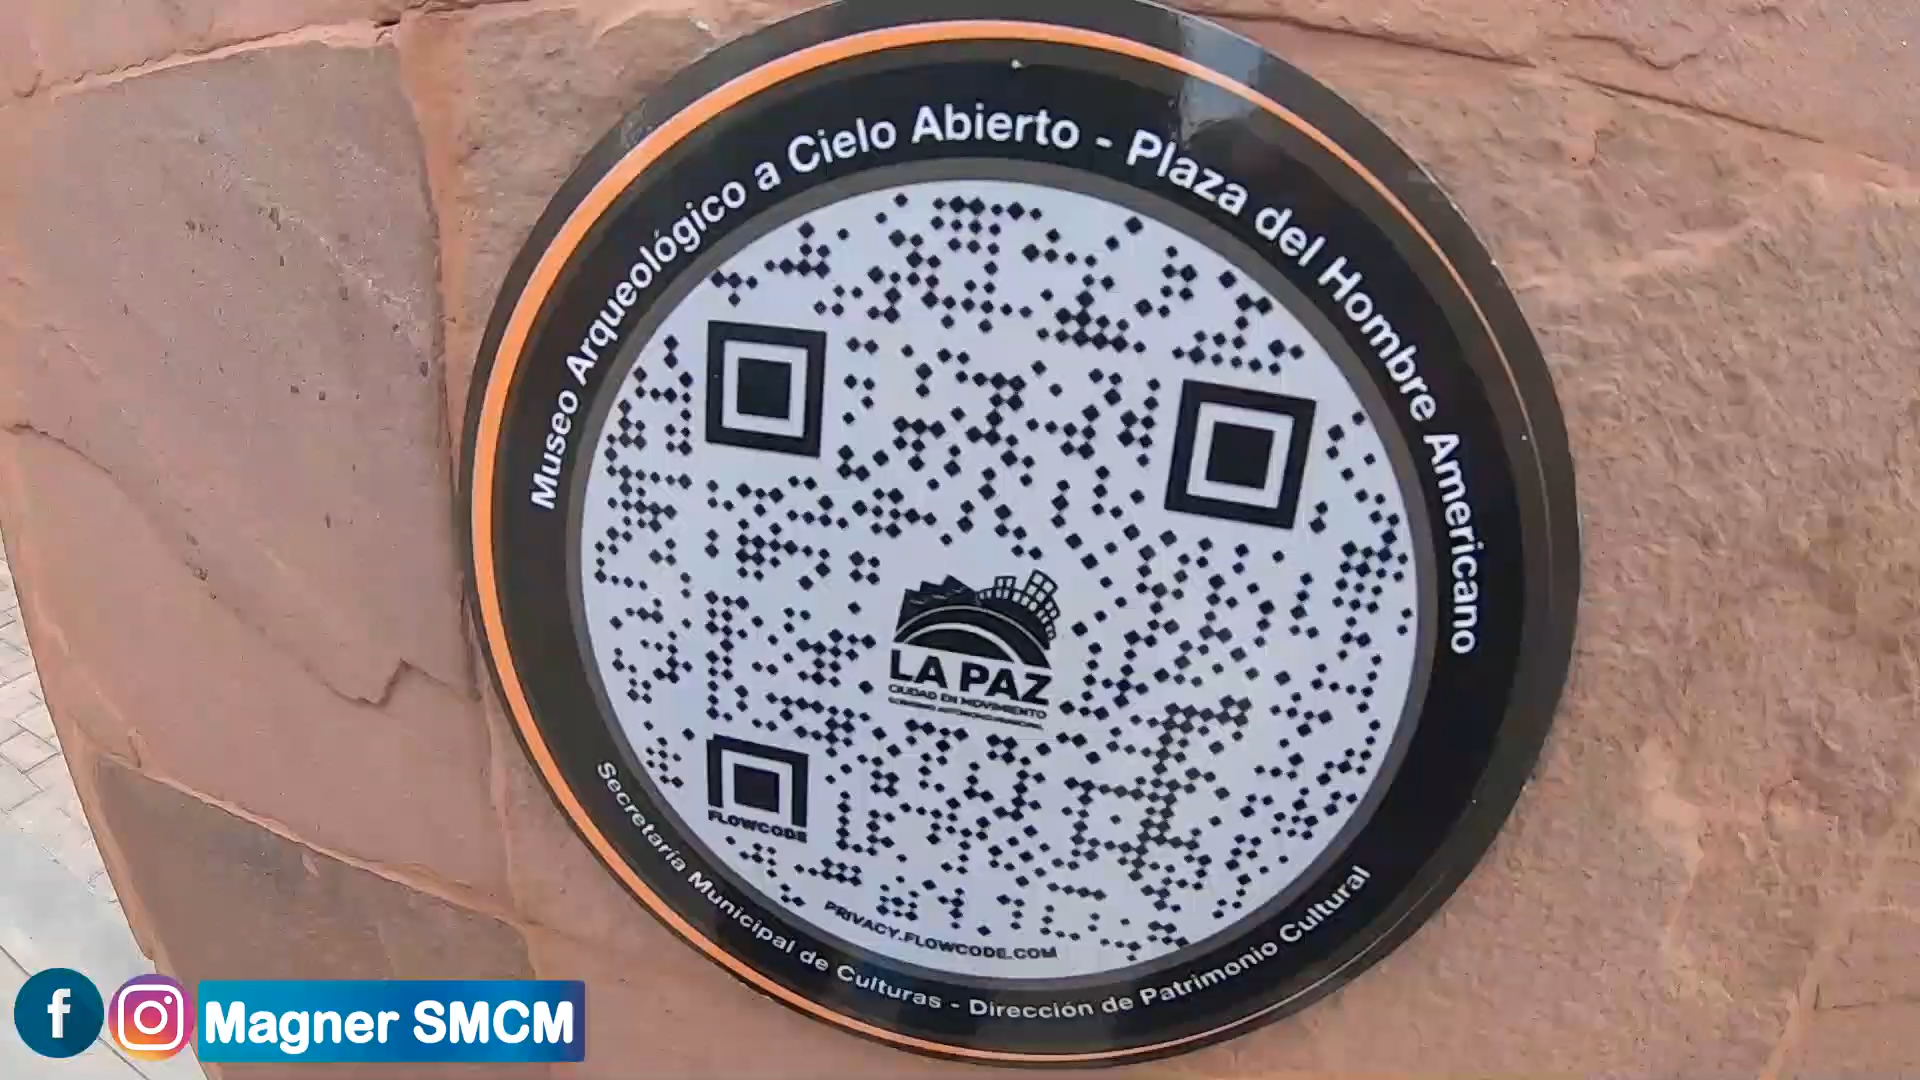 Museo Arqueológico a Cielo Abierto - Plaza del Hombre Americano
LA PAZ
CIUDAD EN MOVIMIENTO
FLOWCODE
PRIVACY.FLOWCODE.COM
Secretaría Municipal de Culturas - Dirección de Patrimonio Cultural
Magner SMCM